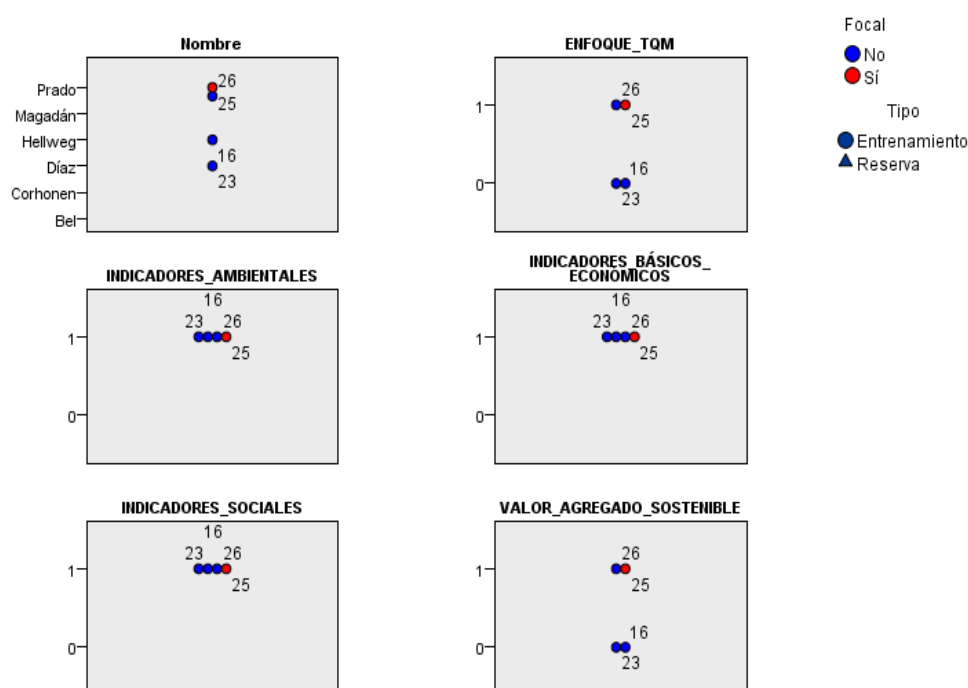 Nombre
Prado
Magadán
Hellweg
Díaz
Corhonen
Bel
26
25
16
23
ENFOQUE_TQM
1
0
26
25
16
23
Focal
No
Sí
Tipo
Entrenamiento
Reserva
INDICADORES_AMBIENTALES
1
0
16
23 26
25
INDICADORES_BÁSICOS_
ECONÓMICOS
1
0
16
23 26
25
INDICADORES_SOCIALES
1
0
16
23 26
25
VALOR_AGREGADO_SOSTENIBLE
1
0
26
25
16
23